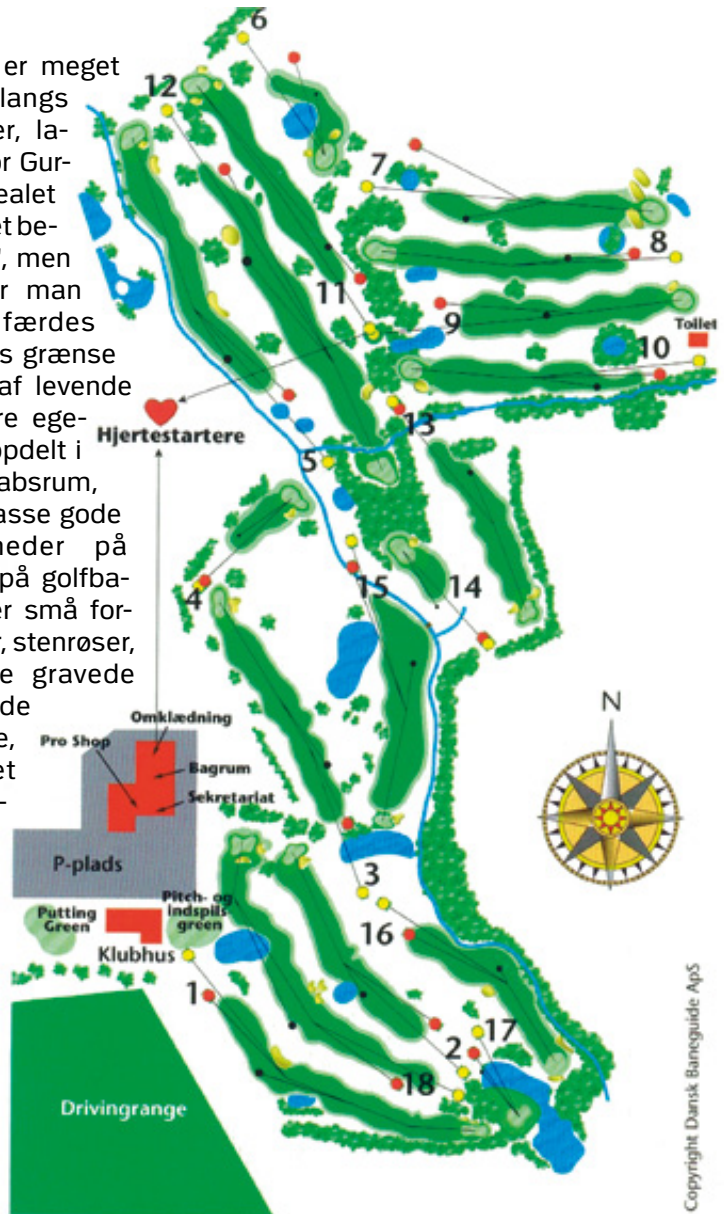 er meget
langs
er, la-
or Gur-
ealet
et be-
", men
r man
færdes
s grænse
af levende
re ege-
opdelt i
absrum,
asse gode
heder på
på golfba-
er små for-
r, stenrøser,
e gravede
de
e,
et
-
6
12
7
8
11
9
Toilet
10
Hjertestartere
13
5
4
15
14
Omklædning
Pro Shop
Bagrum
Sekretariat
P-plads
N
3
Putting
Green
Pitch- og
indspils
green
Klubhus
16
1
17
2
18
Drivingrange
Copyright Dansk Baneguide ApS